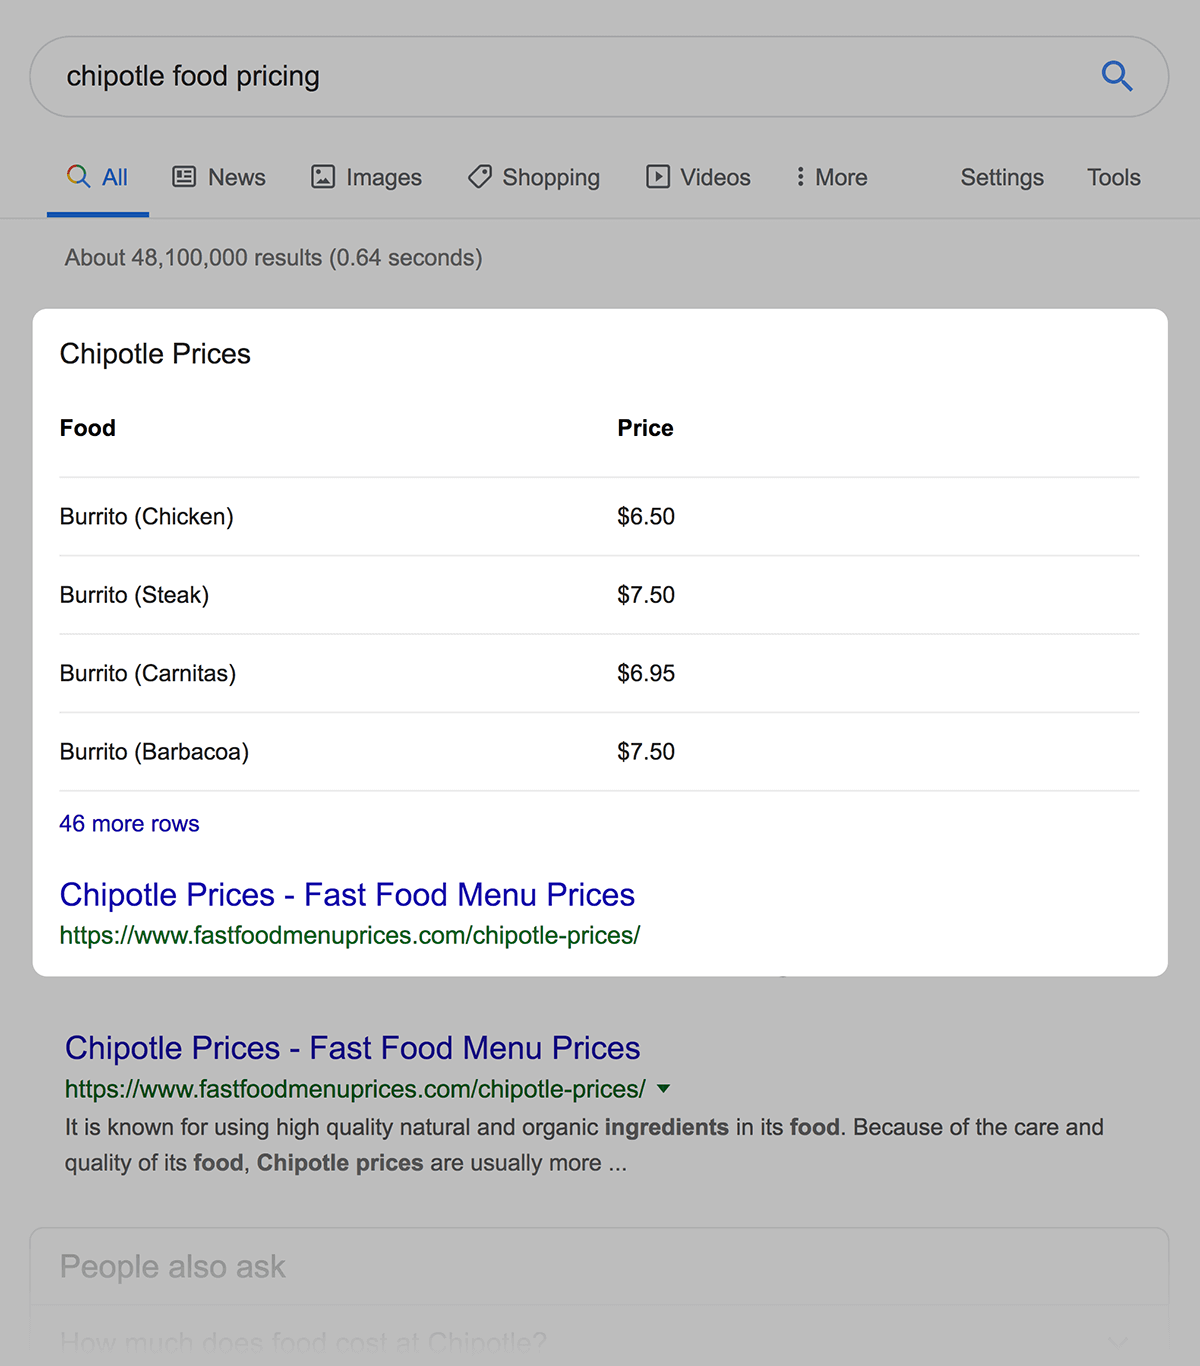 chipotle food pricing
All News Images Shopping Videos More Settings Tools
About 48,100,000 results (0.64 seconds)
Chipotle Prices
Food Price
Burrito (Chicken) $6.50
Burrito (Steak) $7.50
Burrito (Carnitas) $6.95
Burrito (Barbacoa) $7.50
46 more rows
Chipotle Prices - Fast Food Menu Prices
https://www.fastfoodmenuprices.com/chipotle-prices/
Chipotle Prices - Fast Food Menu Prices
https://www.fastfoodmenuprices.com/chipotle-prices/
It is known for using high quality natural and organic ingredients in its food. Because of the care and
quality of its food, Chipotle prices are usually more ...
People also ask
How much does food cost at Chipotle?